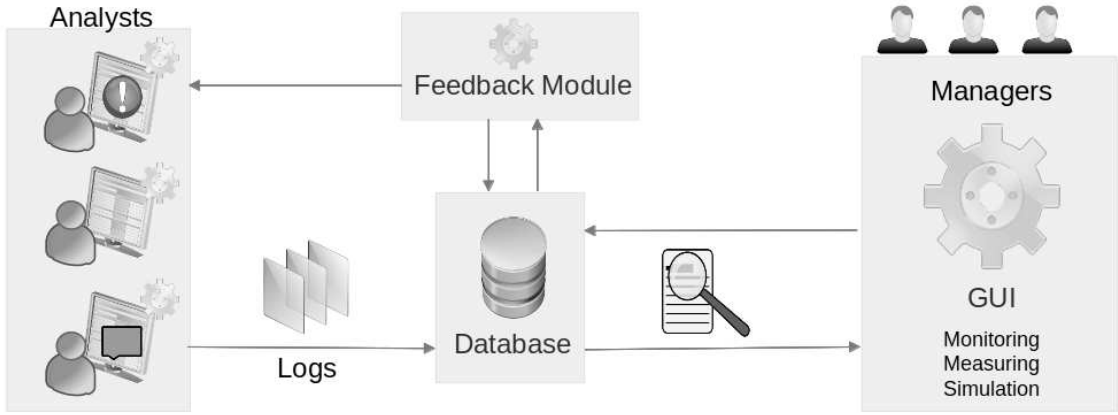 Analysts
Feedback Module
Managers
Database
Logs
GUI
Monitoring
Measuring
Simulation